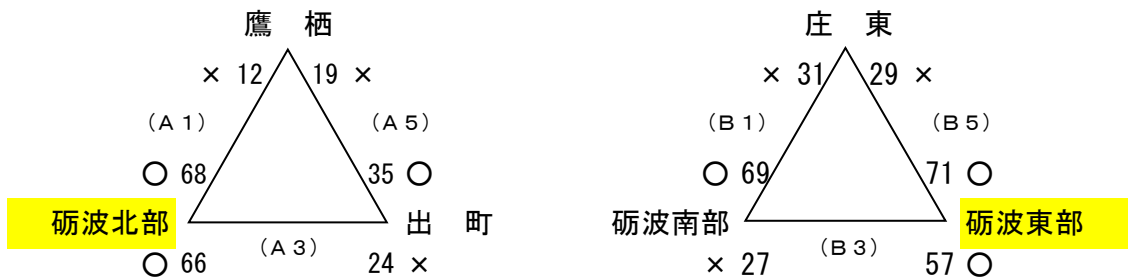 鷹 栖 庄 東
× 12 19 × × 31 29 ×
（A1） （A5） （B1） （B5）
○ 68 35 ○ ○ 69 71 ○
砺波北部 出 町 砺波南部 砺波東部
（A3） （B3）
○ 66 24 × × 27 57 ○